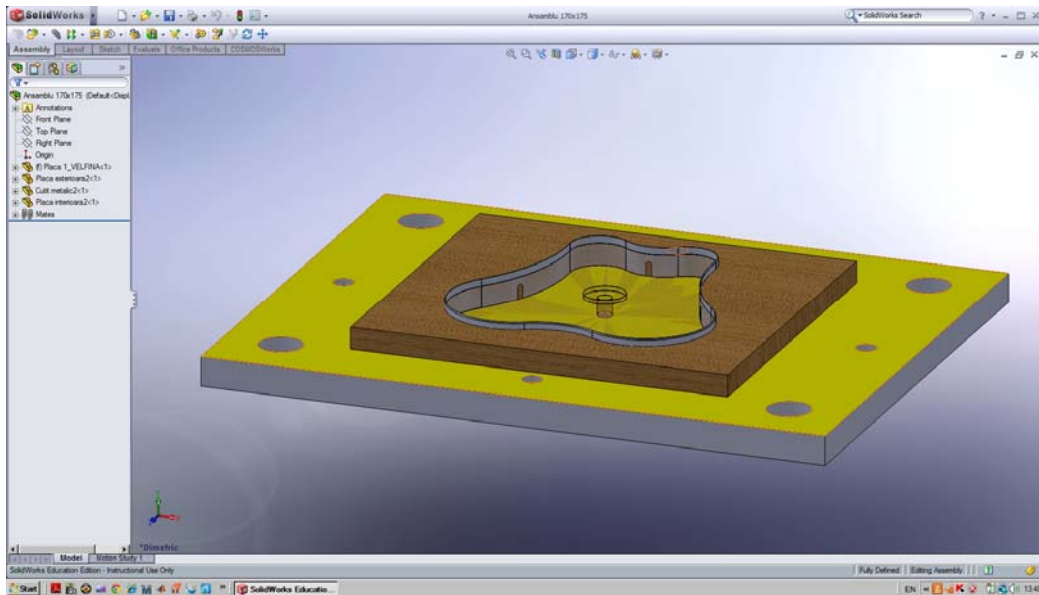 SolidWorks
Ansamblu 170x175
SolidWorks Search
Assembly
Layout
Sketch
Evaluate
Office Products
COSMOSWorks
Ansamblu 170x175 (Default<Displ
Annotations
Front Plane
Top Plane
Right Plane
Origin
(f) Placa 1_VELFINA<1>
Placa exterioara2<1>
Cutit metalic2<1>
Placa interioara2<1>
Mates
*Dimetric
Model
Motion Study 1
SolidWorks Education Edition - Instructional Use Only
Fully Defined
Editing Assembly
Start
SolidWorks Educatio...
EN